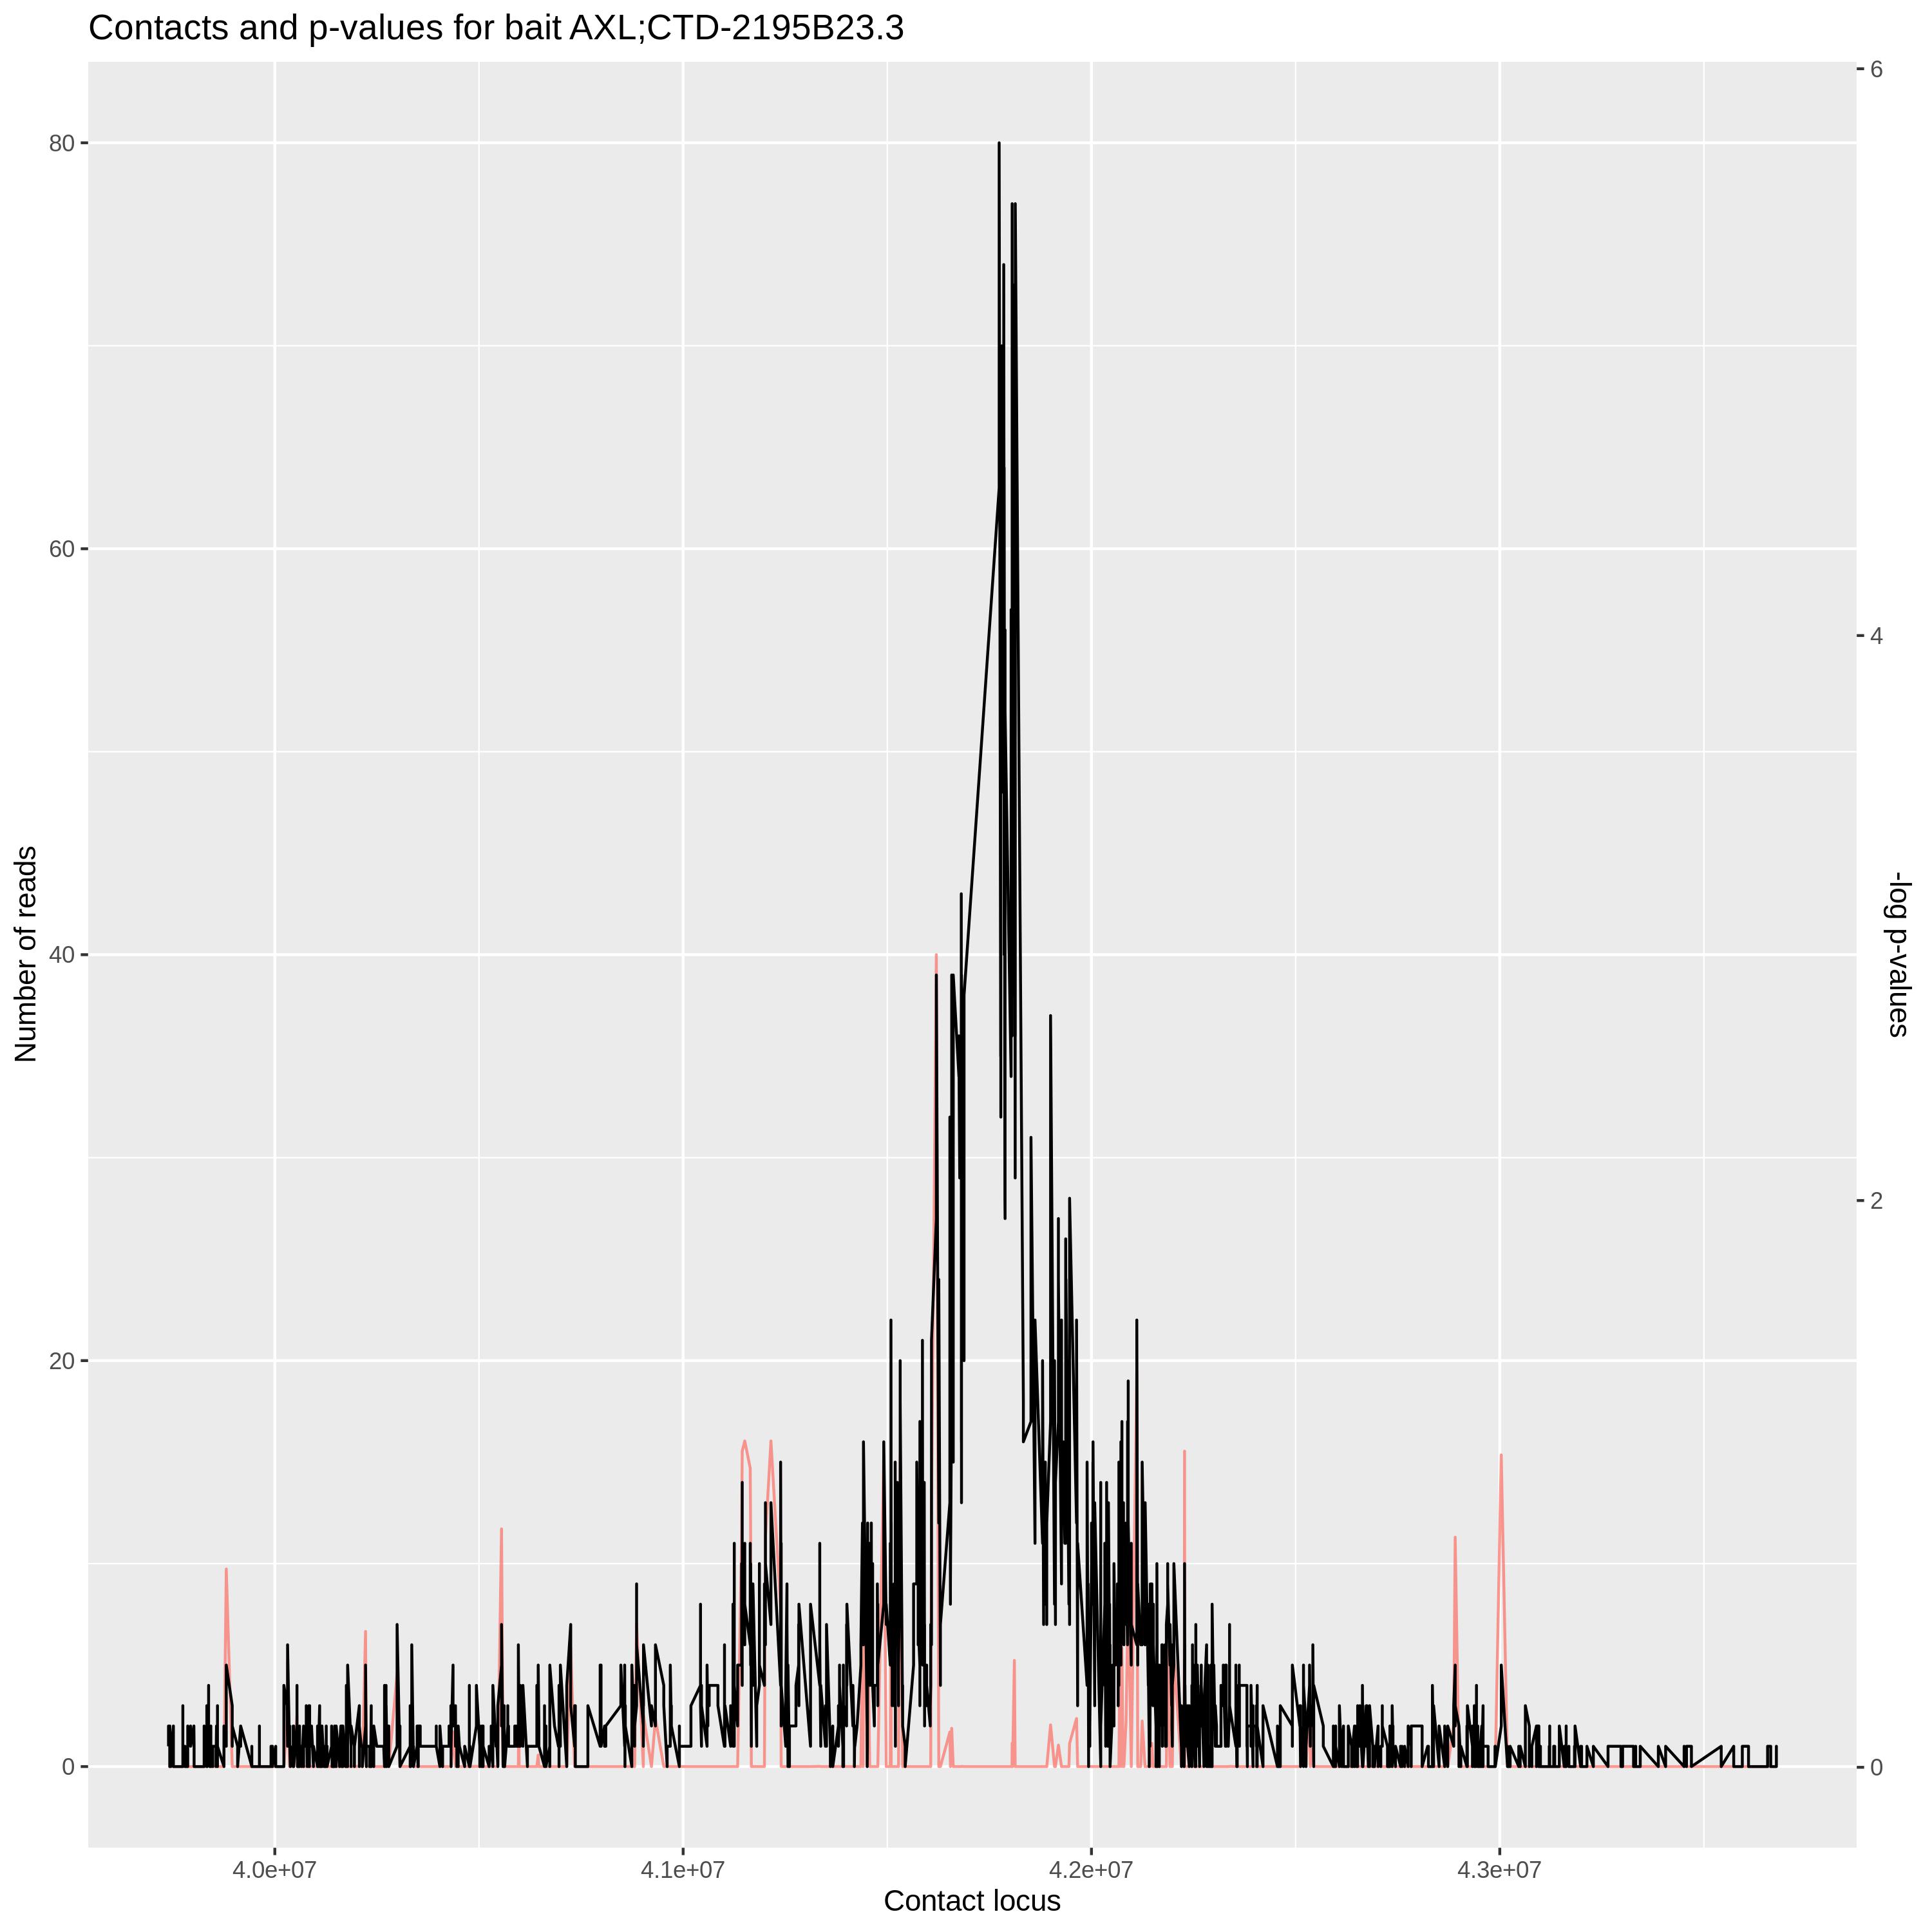 Contacts and p-values for bait AXL;CTD-2195B23.3
80
60
40
20
0
Number of reads
6
4
2
0
-log p-values
4.0e+07
4.1e+07
4.2e+07
4.3e+07
Contact locus